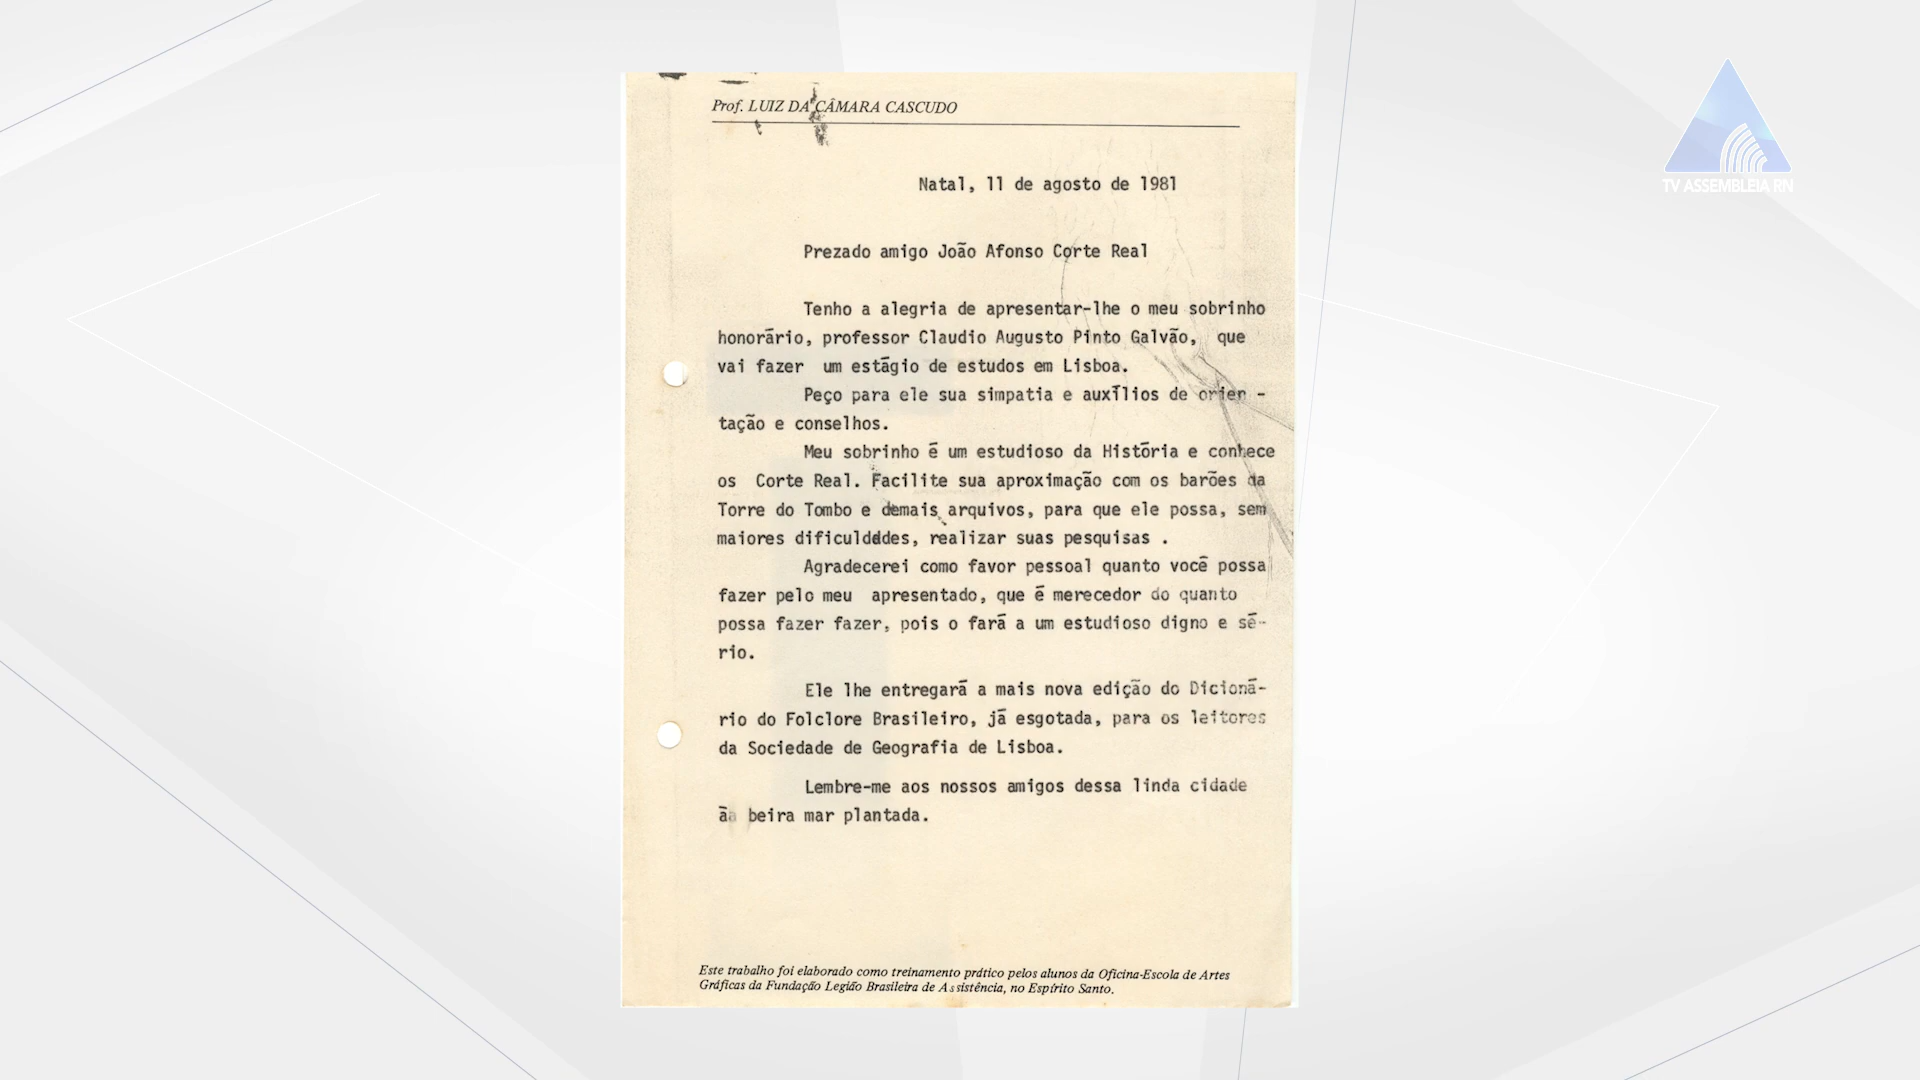 Prof. LUIZ DA CÂMARA CASCUDO
TV ASSEMBLEIA RN
Natal, 11 de agosto de 1981
Prezado amigo João Afonso Corte Real
Tenho a alegria de apresentar-lhe o meu sobrinho
honorário, professor Claudio Augusto Pinto Galvão, que
vai fazer um estágio de estudos em Lisboa.
Peço para ele sua simpatia e auxílios de orien -
tação e conselhos.
Meu sobrinho é um estudioso da História e conhece
os Corte Real. Facilite sua aproximação com os barões da
Torre do Tombo e demais arquivos, para que ele possa, sem
maiores dificuldades, realizar suas pesquisas .
Agradecerei como favor pessoal quanto você possa
fazer pelo meu apresentado, que é merecedor do quanto
possa fazer fazer, pois o fará a um estudioso digno e sé-
rio.
Ele lhe entregará a mais nova edição do Dicioná-
rio do Folclore Brasileiro, já esgotada, para os leitores
da Sociedade de Geografia de Lisboa.
Lembre-me aos nossos amigos dessa linda cidade
àa beira mar plantada.
Este trabalho foi elaborado como treinamento prático pelos alunos da Oficina-Escola de Artes
Gráficas da Fundação Legião Brasileira de Assistência, no Espírito Santo.